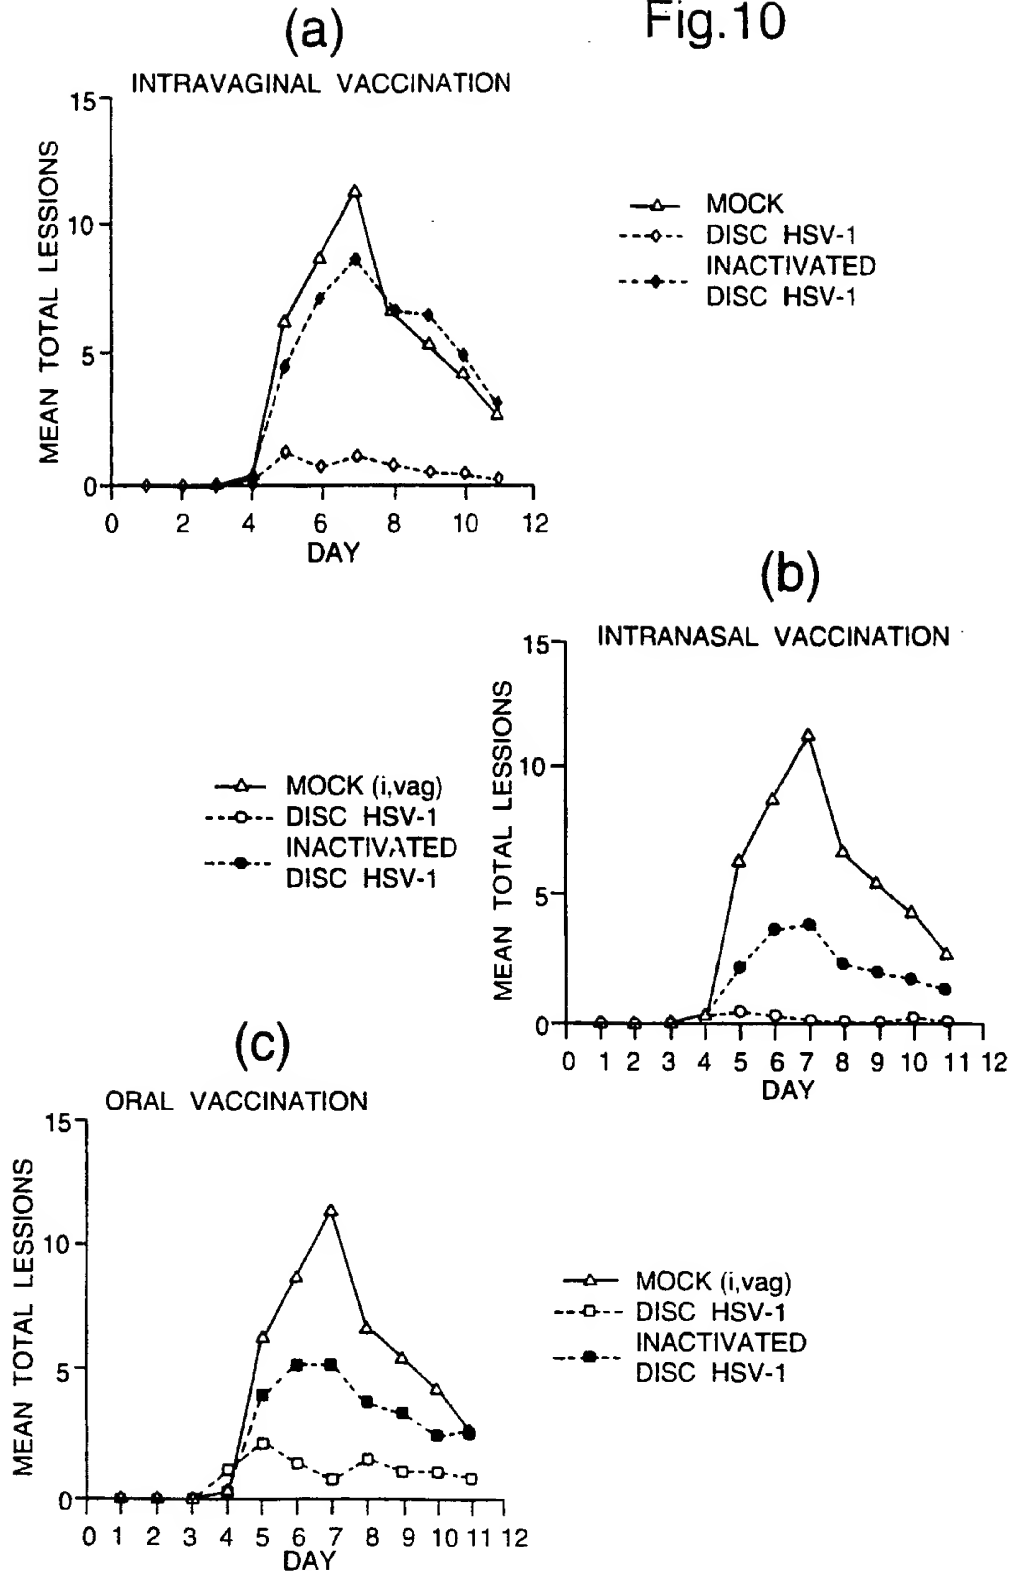 Fig.10
(a)
INTRAVAGINAL VACCINATION
MEAN TOTAL LESSIONS
15
10
5
0
0 2 4 6 8 10 12
DAY
MOCK
DISC HSV-1
INACTIVATED
DISC HSV-1
(b)
INTRANASAL VACCINATION
MEAN TOTAL LESSIONS
15
10
5
0
0 1 2 3 4 5 6 7 8 9 10 11 12
DAY
MOCK (i,vag)
DISC HSV-1
INACTIVATED
DISC HSV-1
(c)
ORAL VACCINATION
MEAN TOTAL LESSIONS
15
10
5
0
0 1 2 3 4 5 6 7 8 9 10 11 12
DAY
MOCK (i,vag)
DISC HSV-1
INACTIVATED
DISC HSV-1